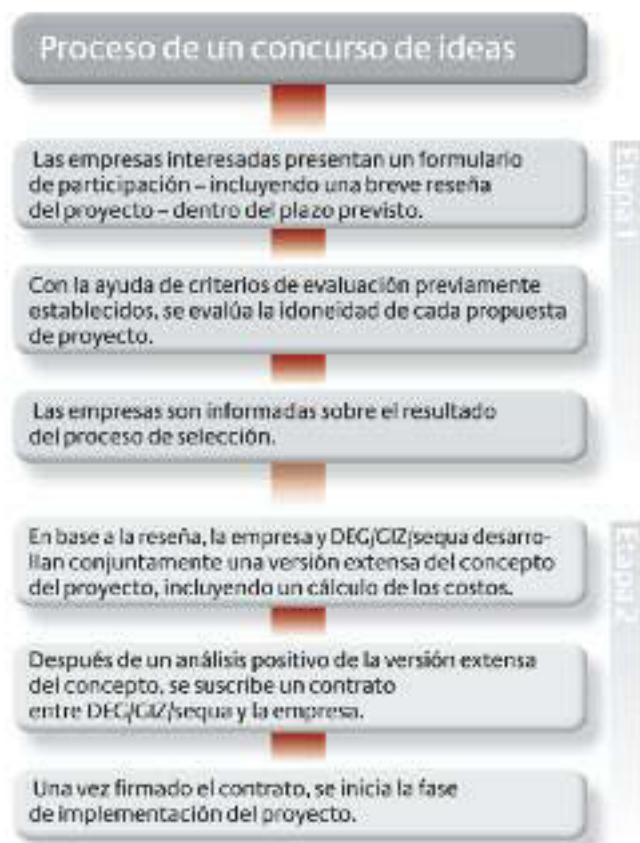 Proceso de un concurso de ideas
Las empresas interesadas presentan un formulario
de participación – incluyendo una breve reseña
del proyecto – dentro del plazo previsto.
Etapa 1
Con la ayuda de criterios de evaluación previamente
establecidos, se evalúa la idoneidad de cada propuesta
de proyecto.
Las empresas son informadas sobre el resultado
del proceso de selección.
En base a la reseña, la empresa y DEG/GIZ/sequa desarro-
llan conjuntamente una versión extensa del concepto
del proyecto, incluyendo un cálculo de los costos.
Etapa 2
Después de un análisis positivo de la versión extensa
del concepto, se suscribe un contrato
entre DEG/GIZ/sequa y la empresa.
Una vez firmado el contrato, se inicia la fase
de implementación del proyecto.